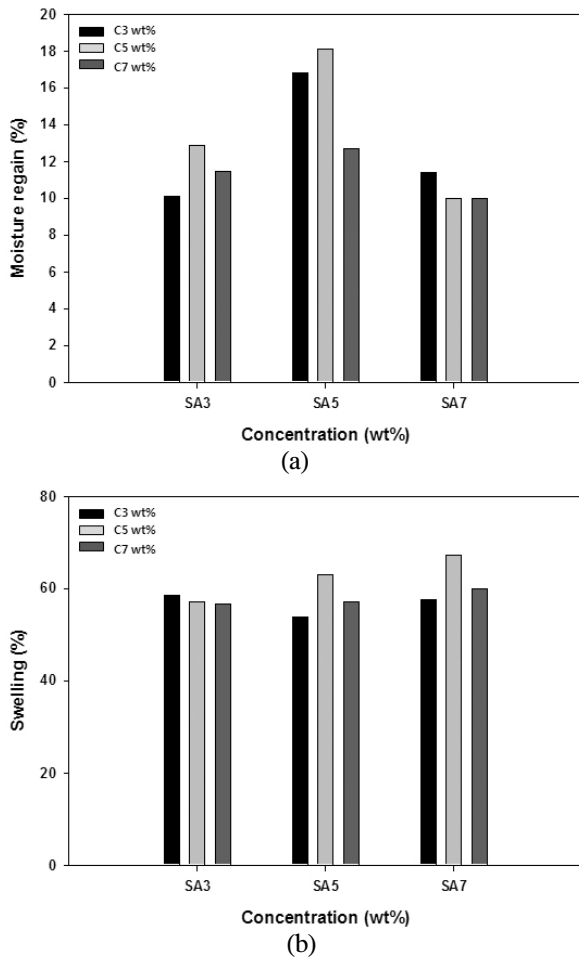 20
18
16
14
12
10
8
6
4
2
0
Moisture regain (%)
C3 wt%
C5 wt%
C7 wt%
SA3 SA5 SA7
Concentration (wt%)
(a)
80
60
40
20
0
Swelling (%)
C3 wt%
C5 wt%
C7 wt%
SA3 SA5 SA7
Concentration (wt%)
(b)